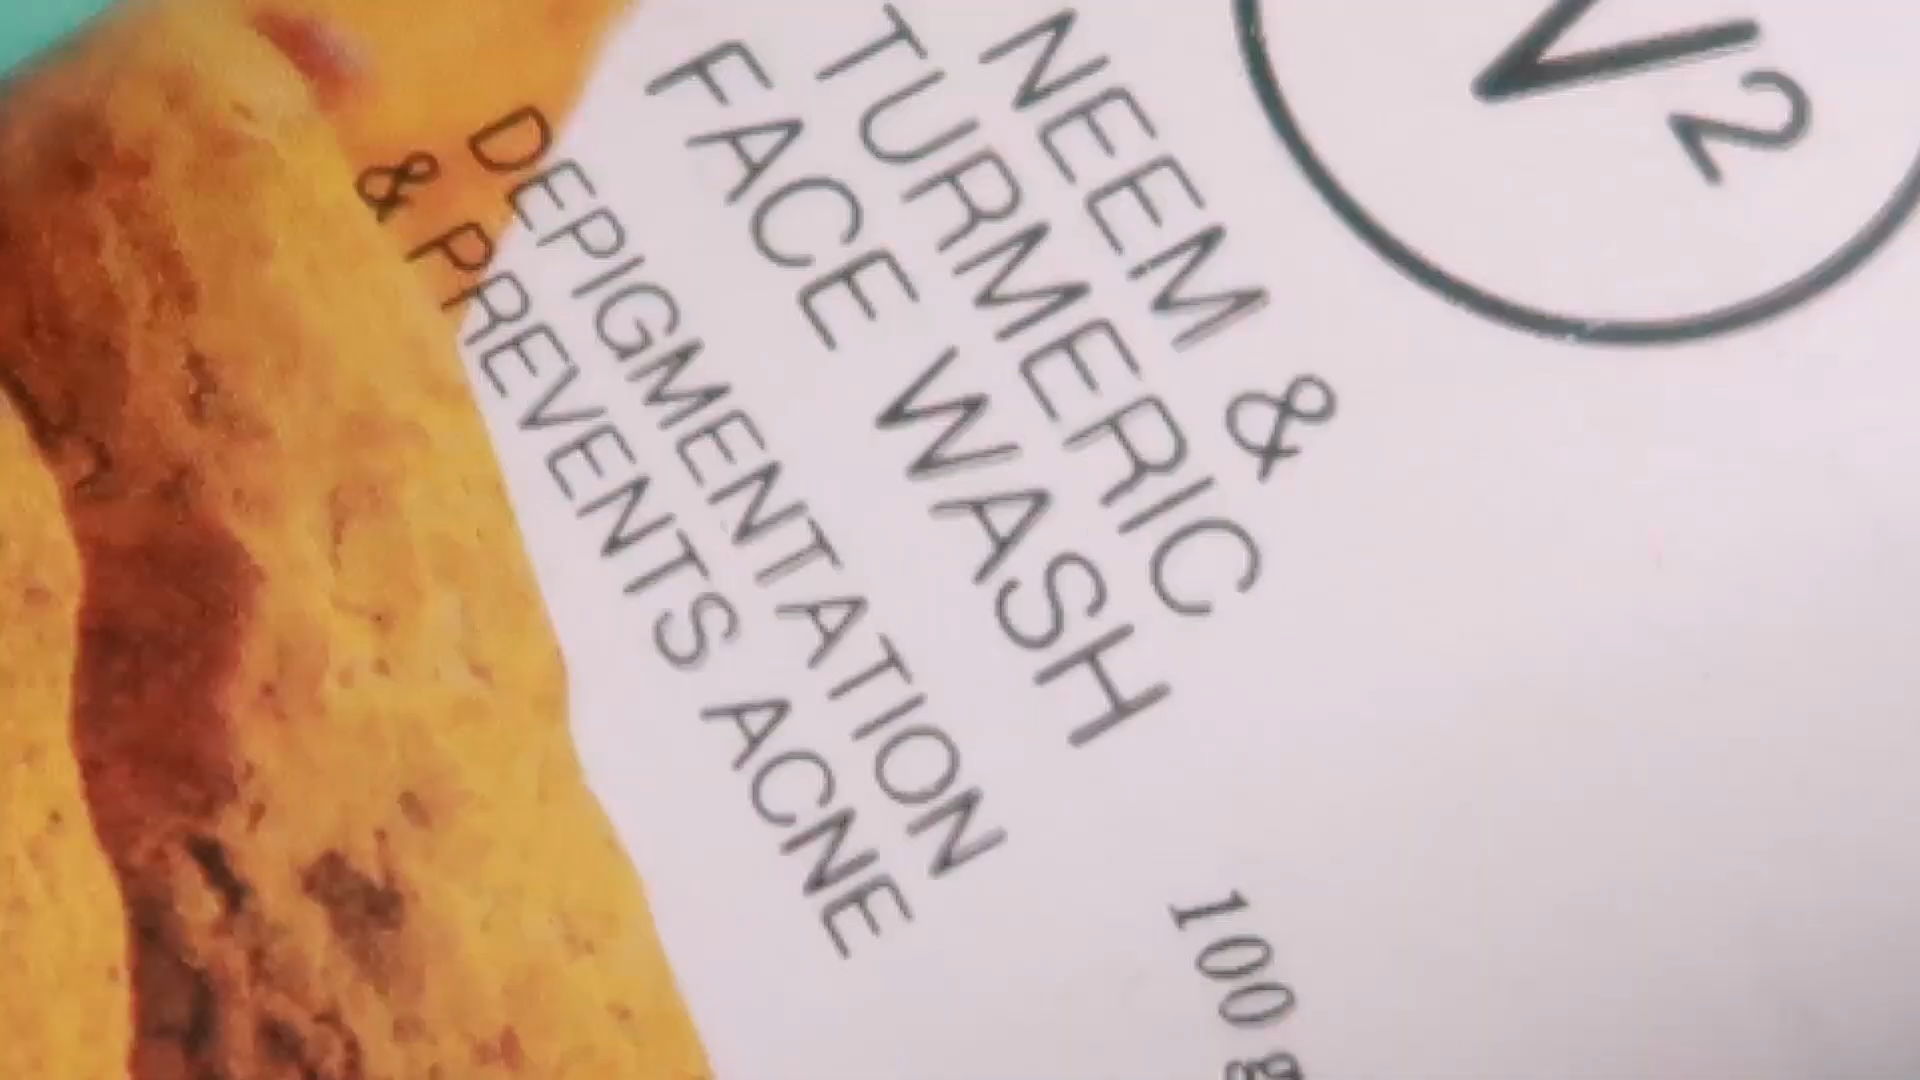 V2
NEEM &
TURMERIC
FACE WASH
DEPIGMENTATION
& PREVENTS ACNE
100 g